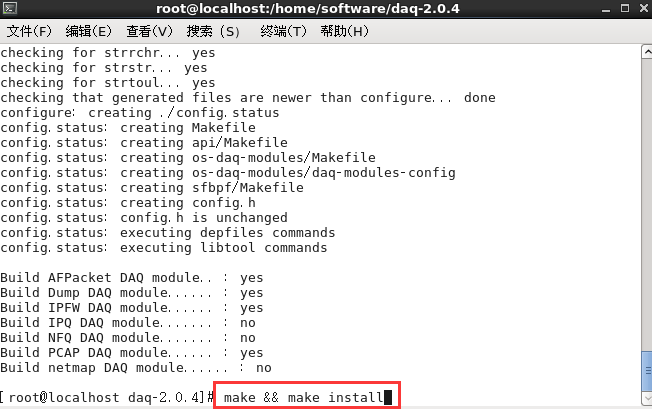 root@localhost:/home/software/daq-2.0.4
文件(F) 编辑(E) 查看(V) 搜索 (S) 终端(T) 帮助(H)
checking for strrchr... yes
checking for strstr... yes
checking for strtoul... yes
checking that generated files are newer than configure... done
configure: creating ./config.status
config.status: creating Makefile
config.status: creating api/Makefile
config.status: creating os-daq-modules/Makefile
config.status: creating os-daq-modules/daq-modules-config
config.status: creating sfbpf/Makefile
config.status: creating config.h
config.status: config.h is unchanged
config.status: executing depfiles commands
config.status: executing libtool commands
Build AFPacket DAQ module.. : yes
Build Dump DAQ module...... : yes
Build IPFW DAQ module...... : yes
Build IPQ DAQ module....... : no
Build NFQ DAQ module....... : no
Build PCAP DAQ module...... : yes
Build netmap DAQ module...... : no
[root@localhost daq-2.0.4]# make && make install